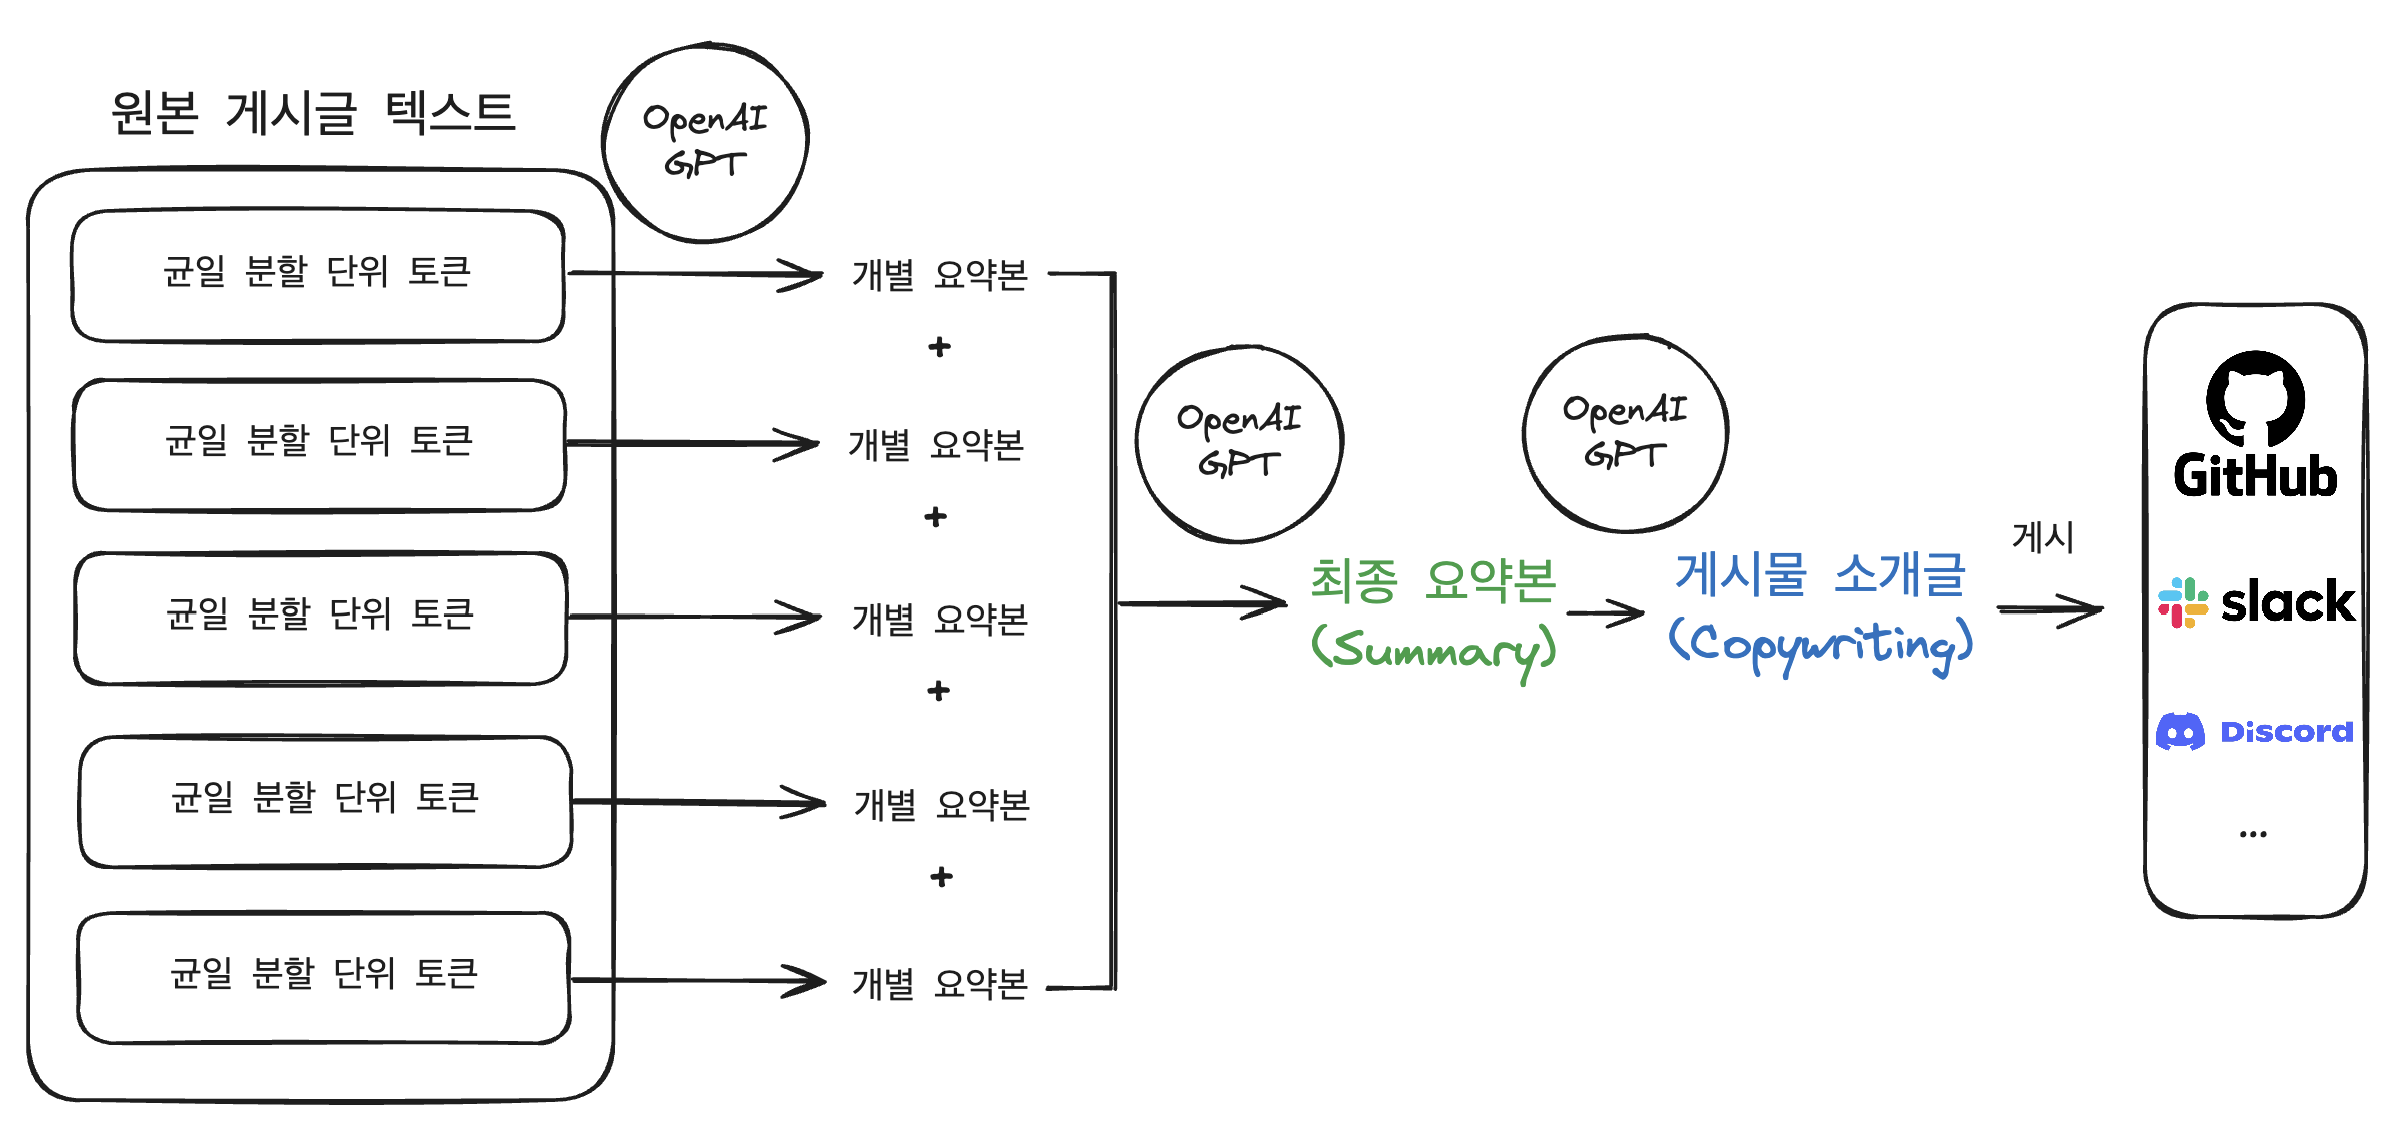 원본 게시글 텍스트
OpenAI
GPT
균일 분할 단위 토큰
개별 요약본
+
균일 분할 단위 토큰
개별 요약본
+
균일 분할 단위 토큰
개별 요약본
+
균일 분할 단위 토큰
개별 요약본
+
균일 분할 단위 토큰
개별 요약본
OpenAI
GPT
최종 요약본
(Summary)
OpenAI
GPT
게시물 소개글
(Copywriting)
게시
GitHub
slack
Discord
...